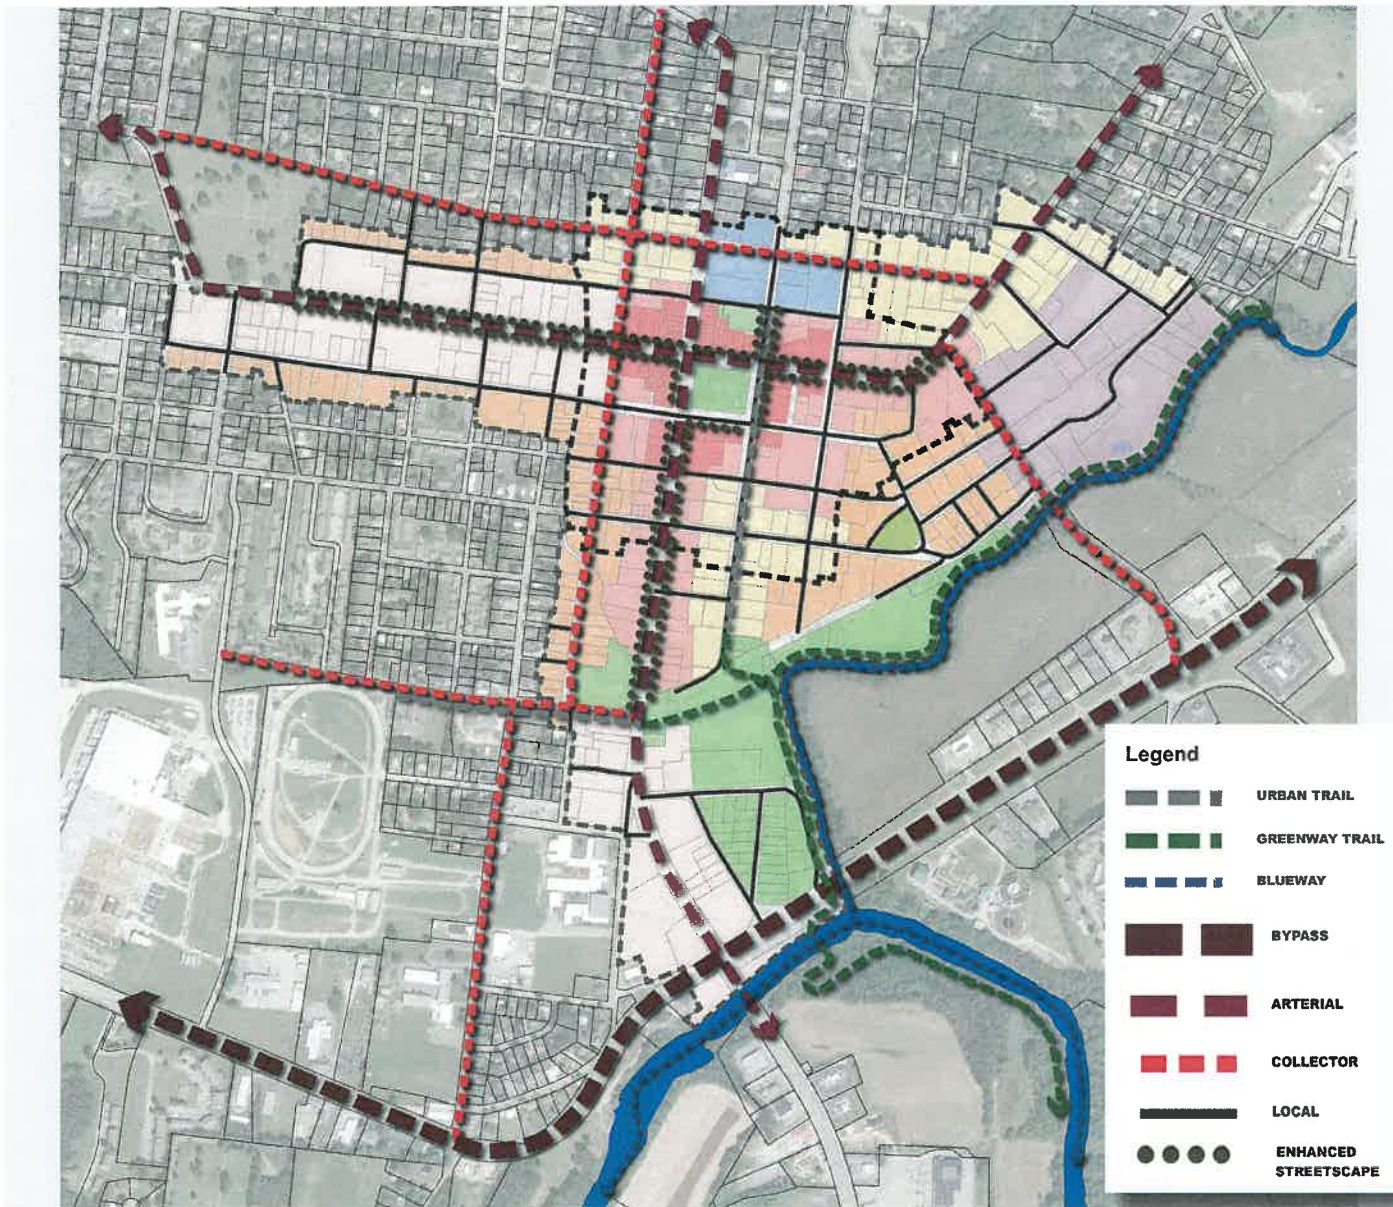 Legend
URBAN TRAIL
GREENWAY TRAIL
BLUEWAY
BYPASS
ARTERIAL
COLLECTOR
LOCAL
ENHANCED
STREETSCAPE